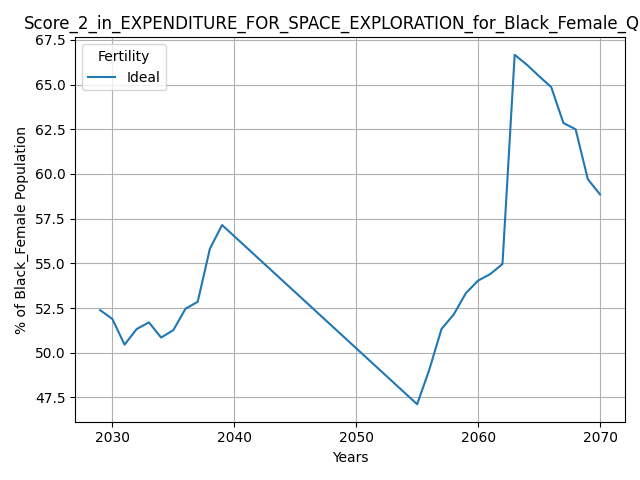 Score_2_in_EXPENDITURE_FOR_SPACE_EXPLORATION_for_Black_Female_Q
Fertility
Ideal
67.5
65.0
62.5
60.0
57.5
55.0
52.5
50.0
47.5
% of Black_Female Population
2030 2040 2050 2060 2070
Years